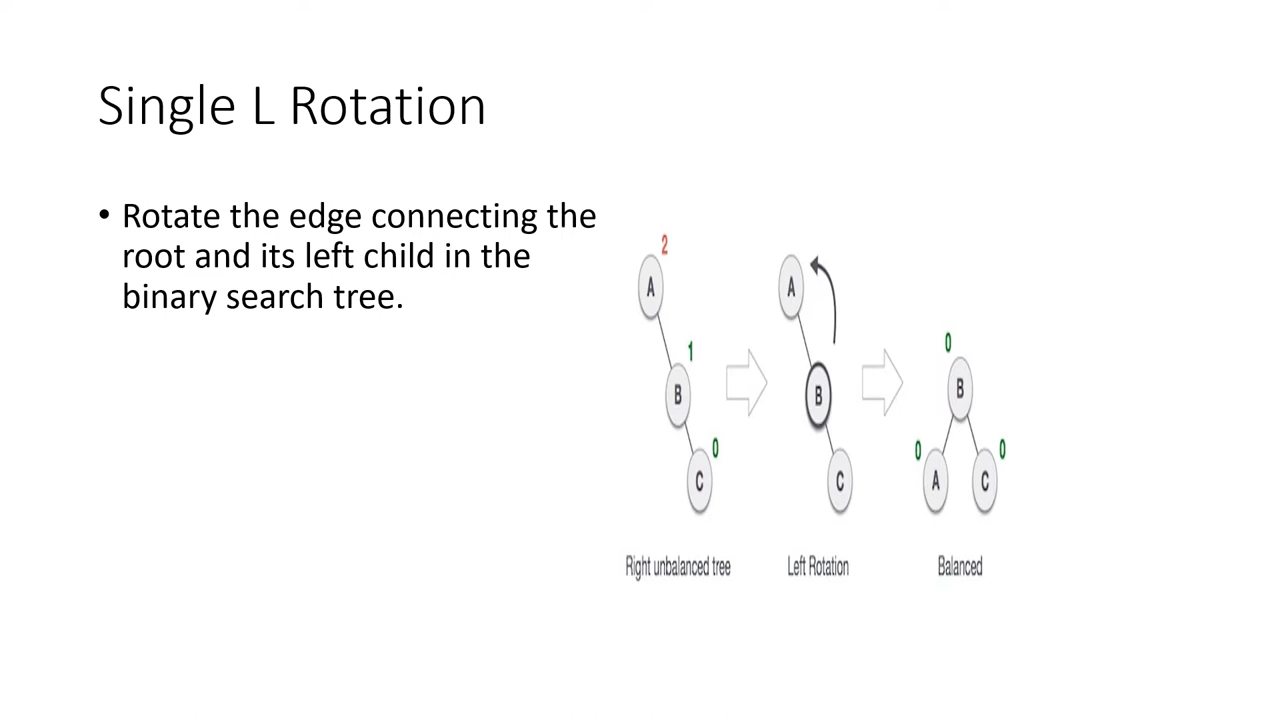 Single L Rotation
• Rotate the edge connecting the
root and its left child in the
binary search tree.
2
A
1
B
0
C
A
B
C
0
B
0
A
0
C
Right unbalanced tree
Left Rotation
Balanced